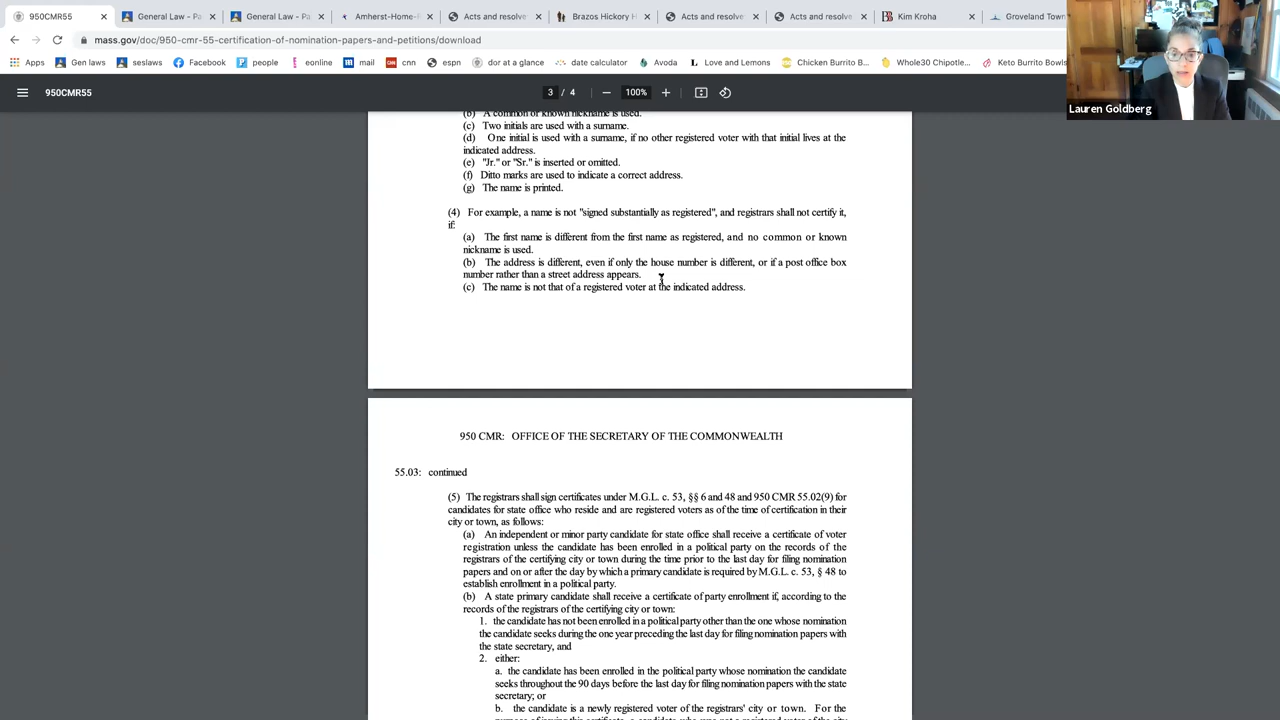 950CMR55
General Law - Pa
General Law - Pa
Amherst-Home-R
Acts and resolve
Brazos Hickory H
Acts and resolve
Acts and resolve
Kim Kroha
Groveland Town
mass.gov/doc/950-cmr-55-certification-of-nomination-papers-and-petitions/download
Apps Gen laws seslaws Facebook people eonline mail cnn espn dor at a glance date calculator Avoda Love and Lemons Chicken Burrito B... Whole30 Chipotle... Keto Burrito Bowls
Lauren Goldberg
950CMR55 3 / 4 100%
(b) A common or known nickname is used.
(c) Two initials are used with a surname.
(d) One initial is used with a surname, if no other registered voter with that initial lives at the
indicated address.
(e) "Jr." or "Sr." is inserted or omitted.
(f) Ditto marks are used to indicate a correct address.
(g) The name is printed.
(4) For example, a name is not "signed substantially as registered", and registrars shall not certify it,
if:
(a) The first name is different from the first name as registered, and no common or known
nickname is used.
(b) The address is different, even if only the house number is different, or if a post office box
number rather than a street address appears.
(c) The name is not that of a registered voter at the indicated address.
950 CMR: OFFICE OF THE SECRETARY OF THE COMMONWEALTH
55.03: continued
(5) The registrars shall sign certificates under M.G.L. c. 53, §§ 6 and 48 and 950 CMR 55.02(9) for
candidates for state office who reside and are registered voters as of the time of certification in their
city or town, as follows:
(a) An independent or minor party candidate for state office shall receive a certificate of voter
registration unless the candidate has been enrolled in a political party on the records of the
registrars of the certifying city or town during the time prior to the last day for filing nomination
papers and on or after the day by which a primary candidate is required by M.G.L. c. 53, § 48 to
establish enrollment in a political party.
(b) A state primary candidate shall receive a certificate of party enrollment if, according to the
records of the registrars of the certifying city or town:
1. the candidate has not been enrolled in a political party other than the one whose nomination
the candidate seeks during the one year preceding the last day for filing nomination papers with
the state secretary, and
2. either:
a. the candidate has been enrolled in the political party whose nomination the candidate
seeks throughout the 90 days before the last day for filing nomination papers with the state
secretary; or
b. the candidate is a newly registered voter of the registrars' city or town. For the